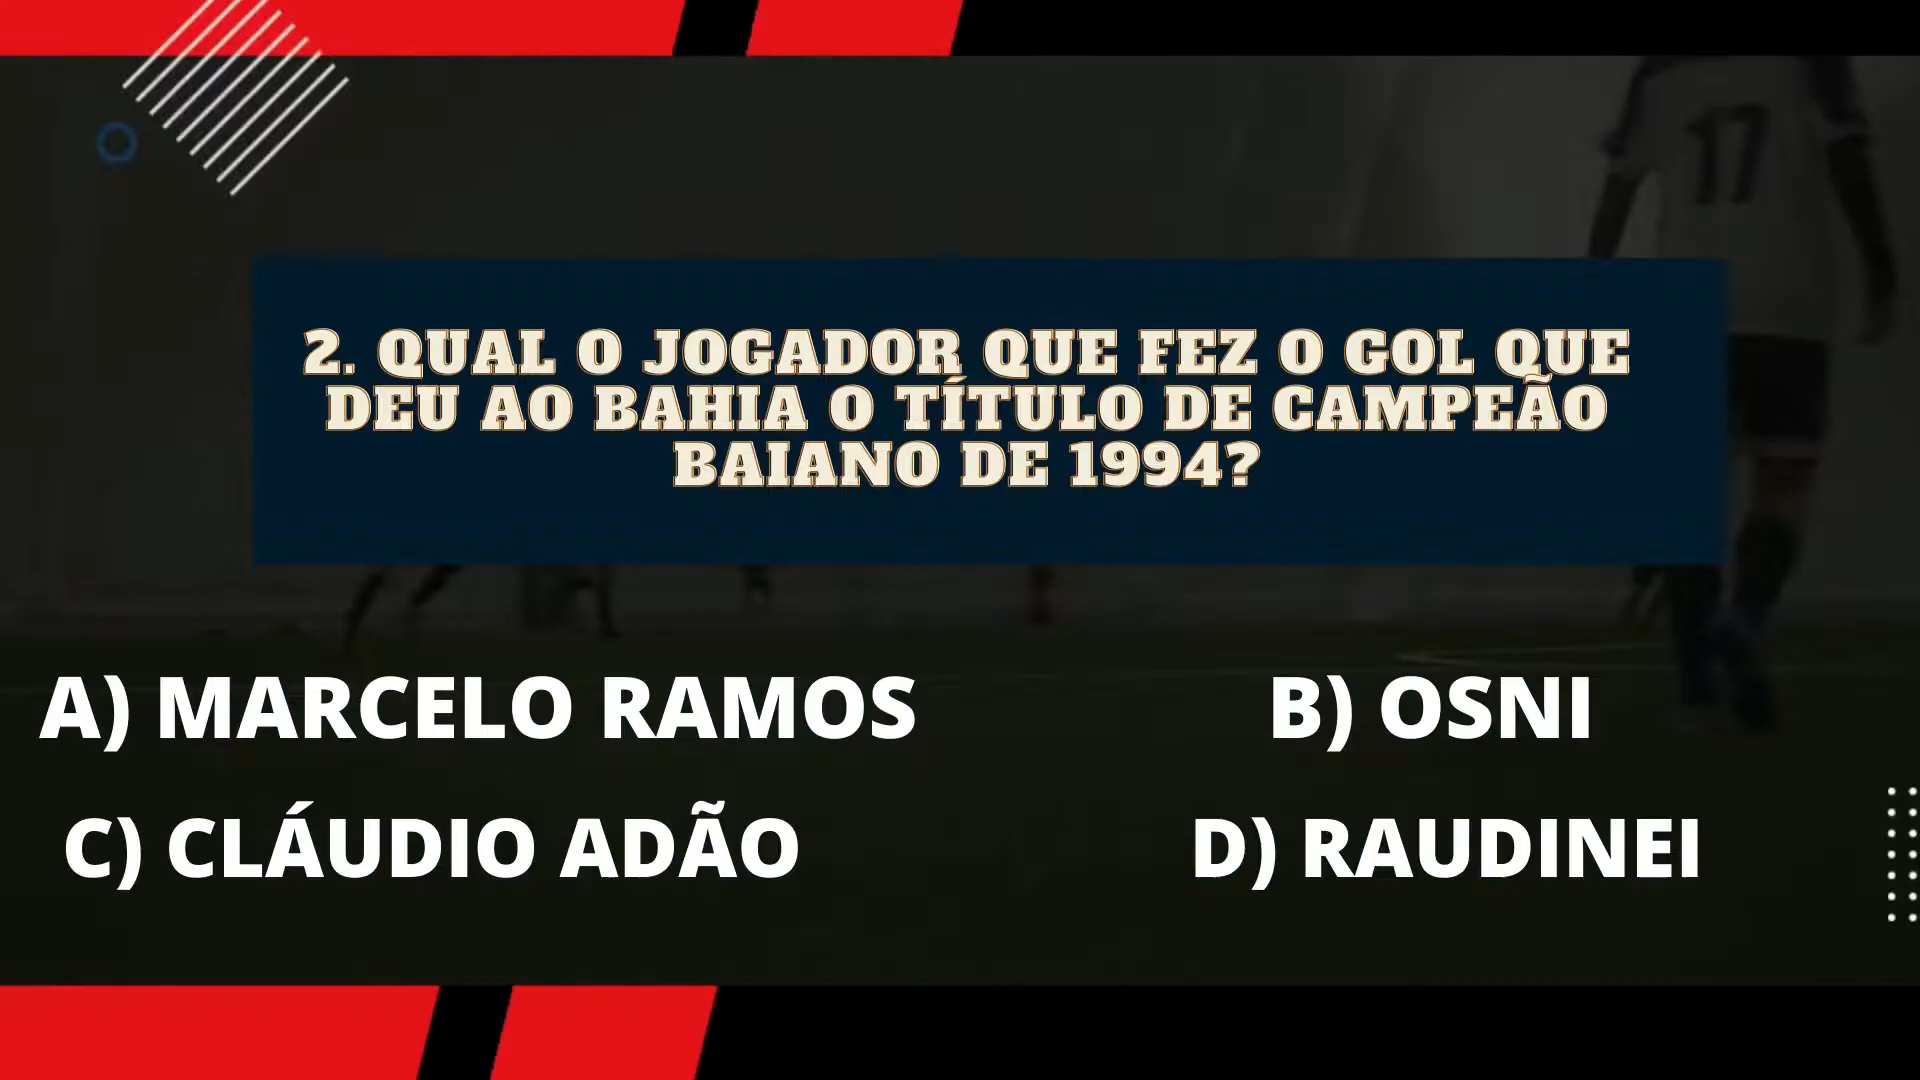 17
2. QUAL O JOGADOR QUE FEZ O GOL QUE
DEU AO BAHIA O TÍTULO DE CAMPEÃO
BAIANO DE 1994?
A) MARCELO RAMOS
B) OSNI
C) CLÁUDIO ADÃO
D) RAUDINEI